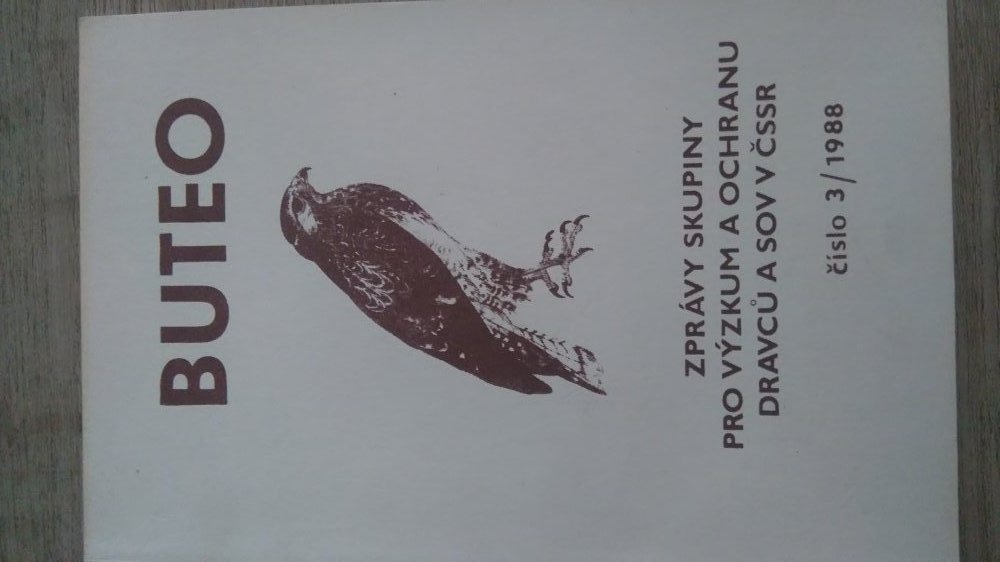 BUTEO
ZPRÁVY SKUPINY
PRO VÝZKUM A OCHRANU
DRAVCŮ A SOV V ČSSR
číslo 3/1988